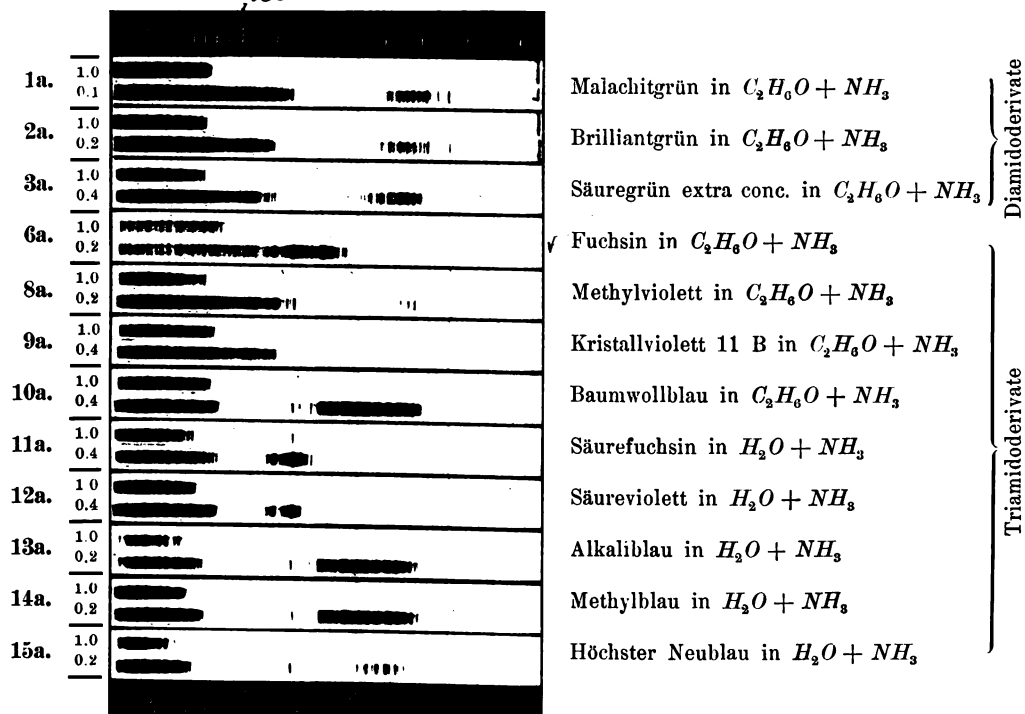 1a. 1.0 Malachitgrün in C₂H₆O + NH₃
0.1
2a. 1.0 Brilliantgrün in C₂H₆O + NH₃
0.2
3a. 1.0 Säuregrün extra conc. in C₂H₆O + NH₃
0.4
Diamidoderivate
6a. 1.0 Fuchsin in C₂H₆O + NH₃
0.2
8a. 1.0 Methylviolett in C₂H₆O + NH₃
0.2
9a. 1.0 Kristallviolett 11 B in C₂H₆O + NH₃
0.4
10a. 1.0 Baumwollblau in C₂H₆O + NH₃
0.4
11a. 1.0 Säurefuchsin in H₂O + NH₃
0.4
12a. 1 0 Säureviolett in H₂O + NH₃
0.4
13a. 1.0 Alkaliblau in H₂O + NH₃
0.2
14a. 1.0 Methylblau in H₂O + NH₃
0.2
15a. 1.0 Höchster Neublau in H₂O + NH₃
0.2
Triamidoderivate